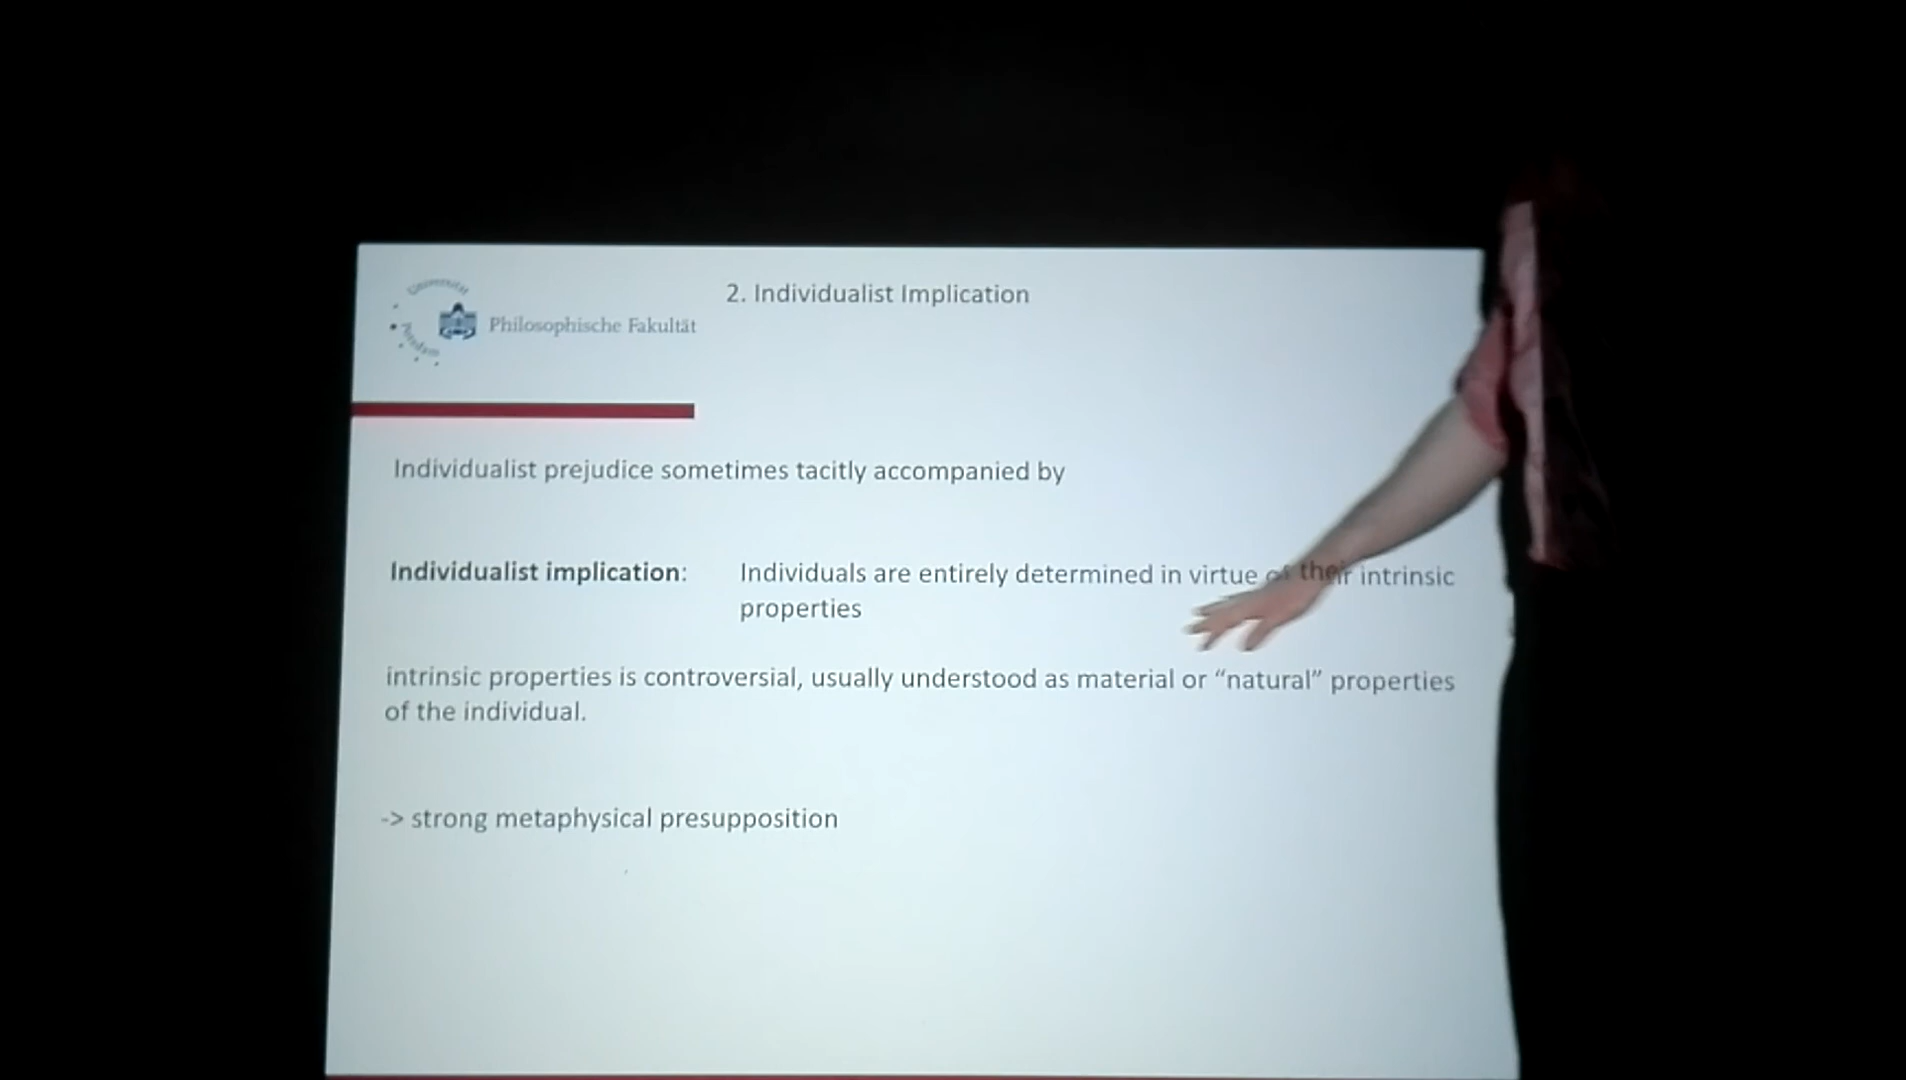 2. Individualist Implication
Universität
Potsdam
Philosophische Fakultät
Individualist prejudice sometimes tacitly accompanied by
Individualist implication: Individuals are entirely determined in virtue of their intrinsic
properties
intrinsic properties is controversial, usually understood as material or “natural” properties
of the individual.
-> strong metaphysical presupposition